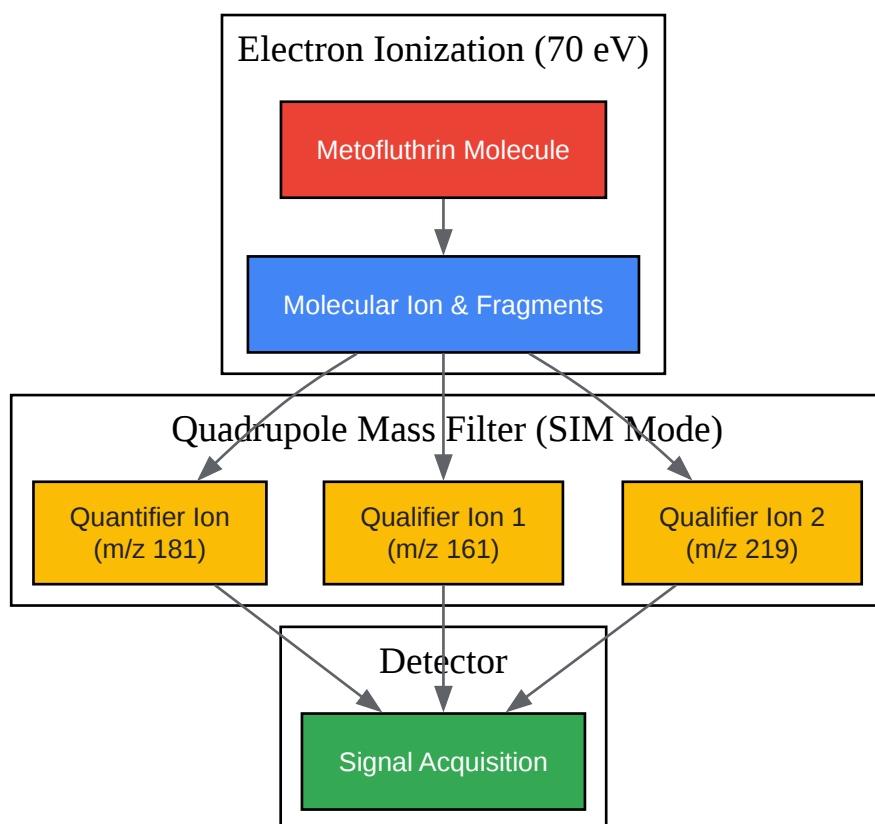 Electron Ionization (70 eV)
Metofluthrin Molecule
Molecular Ion & Fragments
Quadrupole Mass Filter (SIM Mode)
Quantifier Ion
(m/z 181)
Qualifier Ion 1
(m/z 161)
Qualifier Ion 2
(m/z 219)
Detector
Signal Acquisition